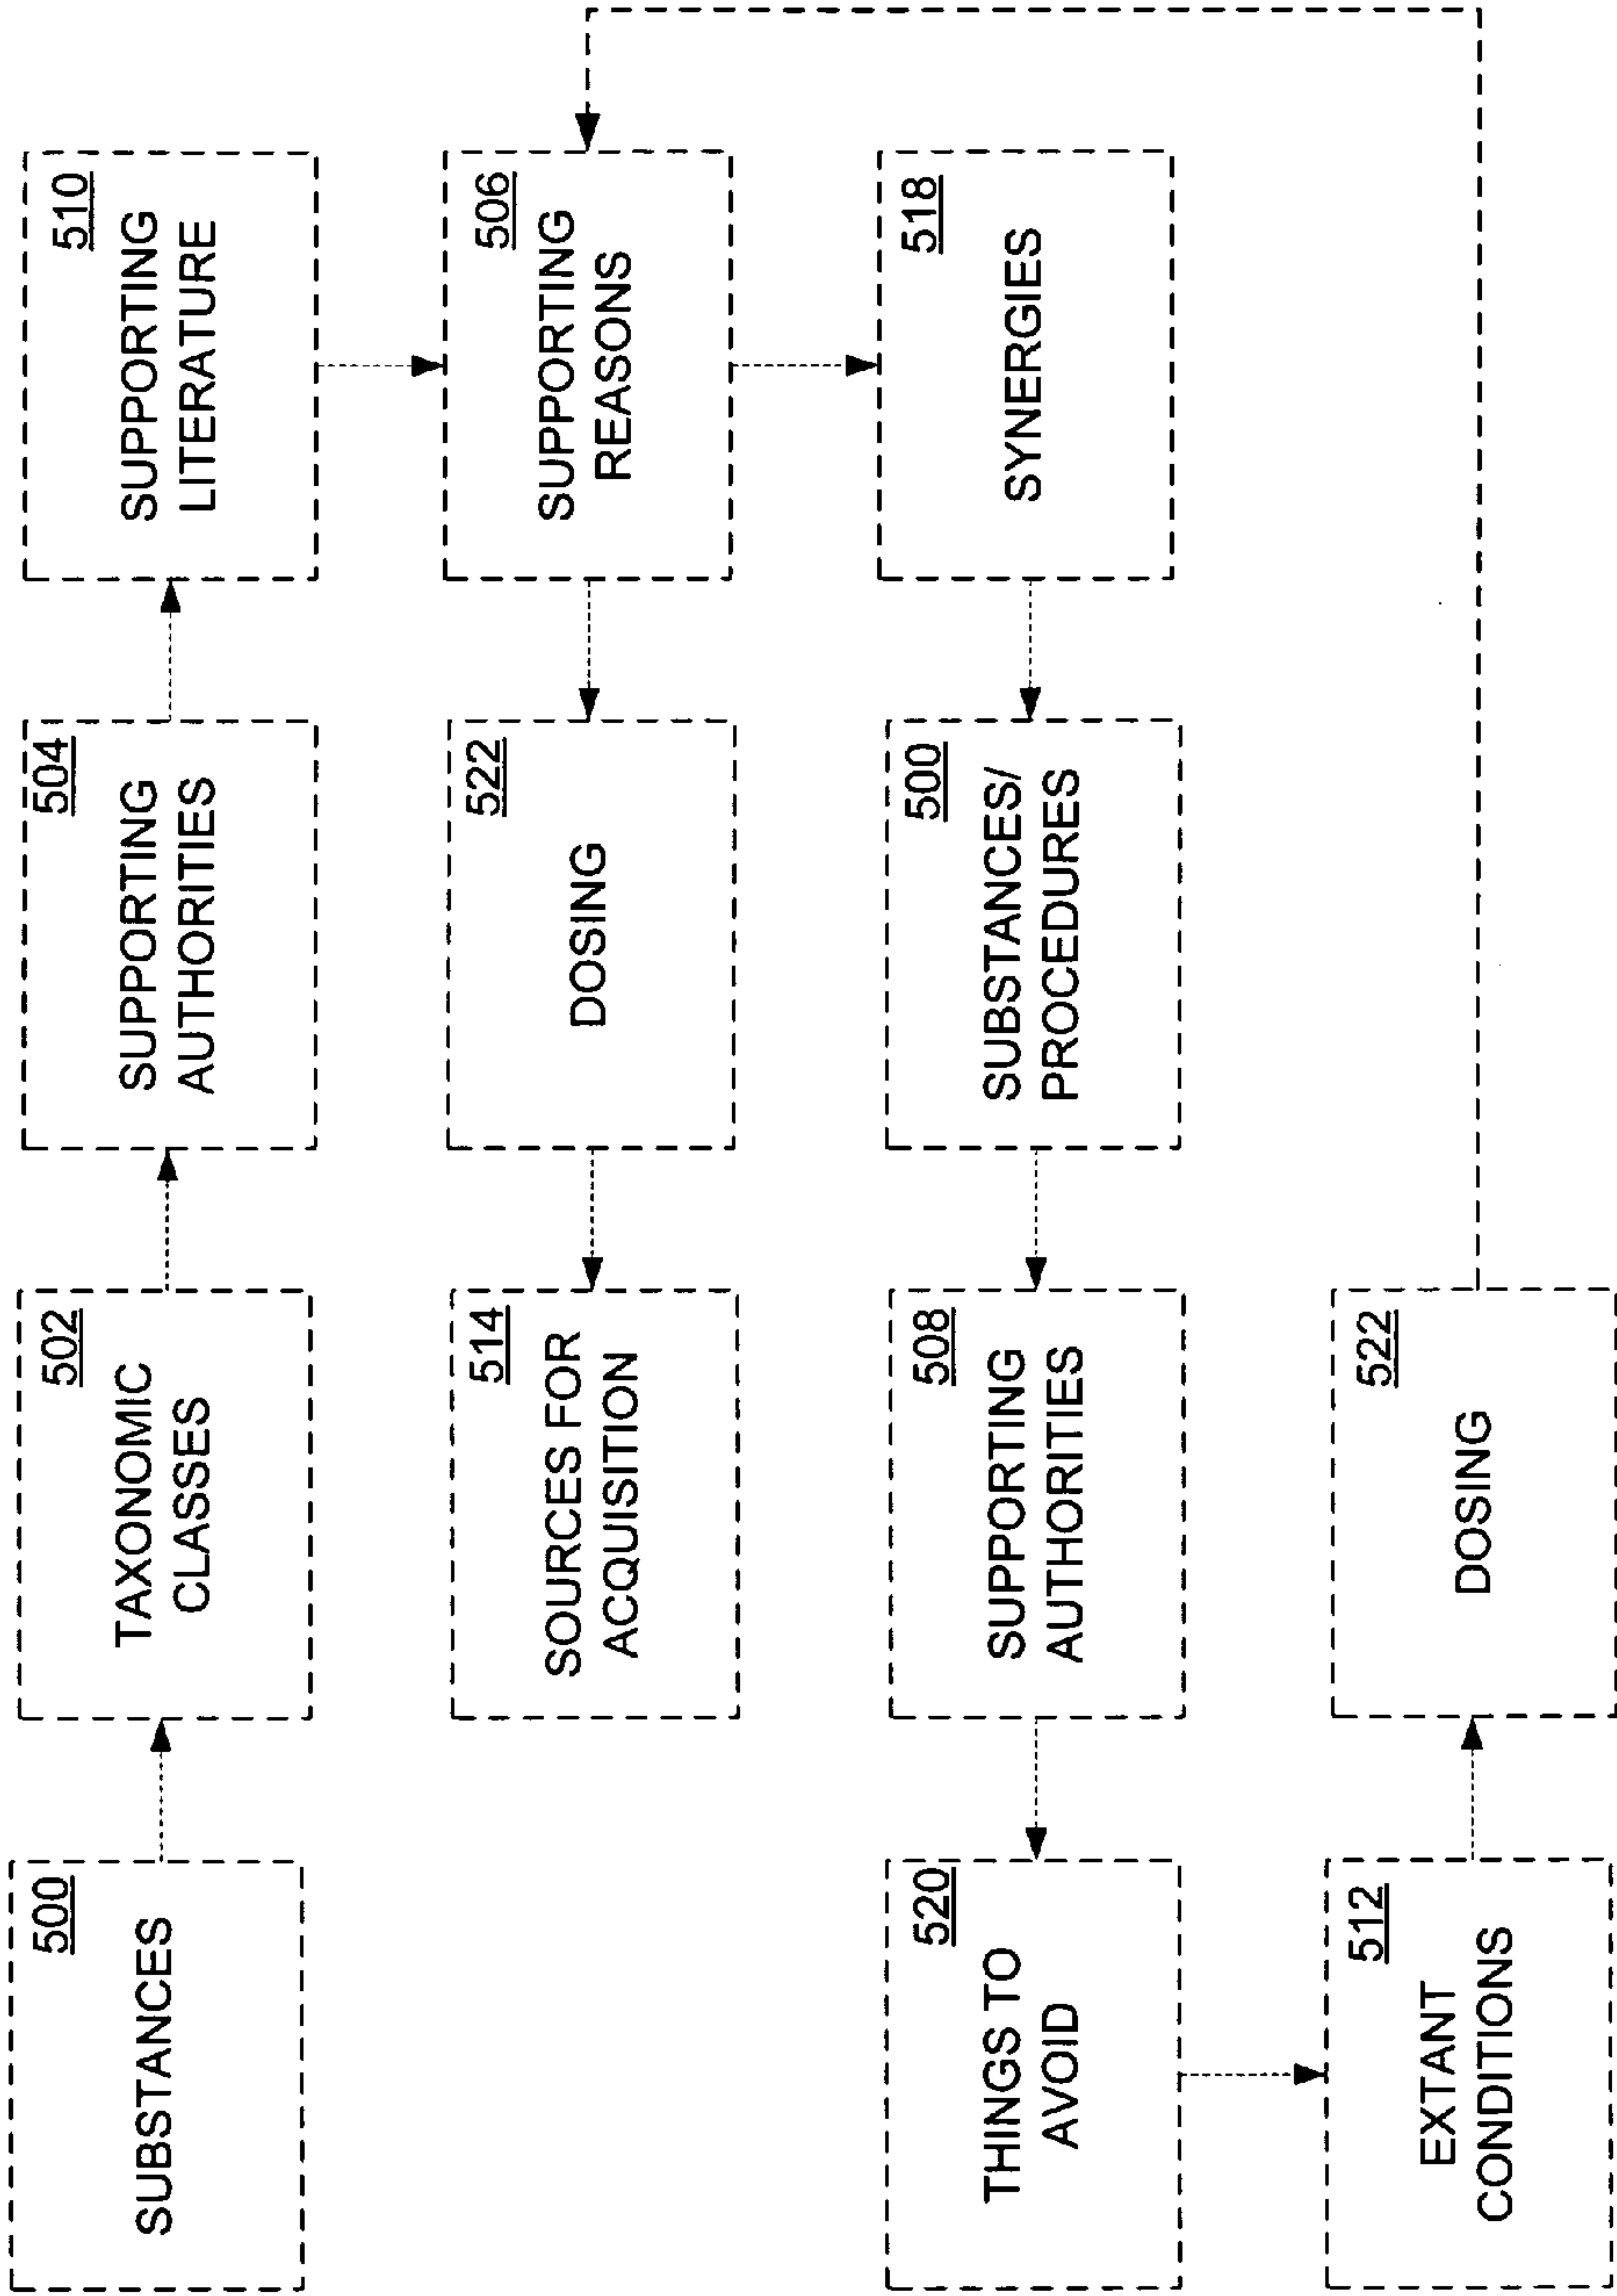 500
SUBSTANCES
502
TAXONOMIC
CLASSES
504
SUPPORTING
AUTHORITIES
510
SUPPORTING
LITERATURE
514
SOURCES FOR
ACQUISITION
522
DOSING
506
SUPPORTING
REASONS
520
THINGS TO
AVOID
508
SUPPORTING
AUTHORITIES
500
SUBSTANCES/
PROCEDURES
518
SYNERGIES
512
EXTANT
CONDITIONS
522
DOSING